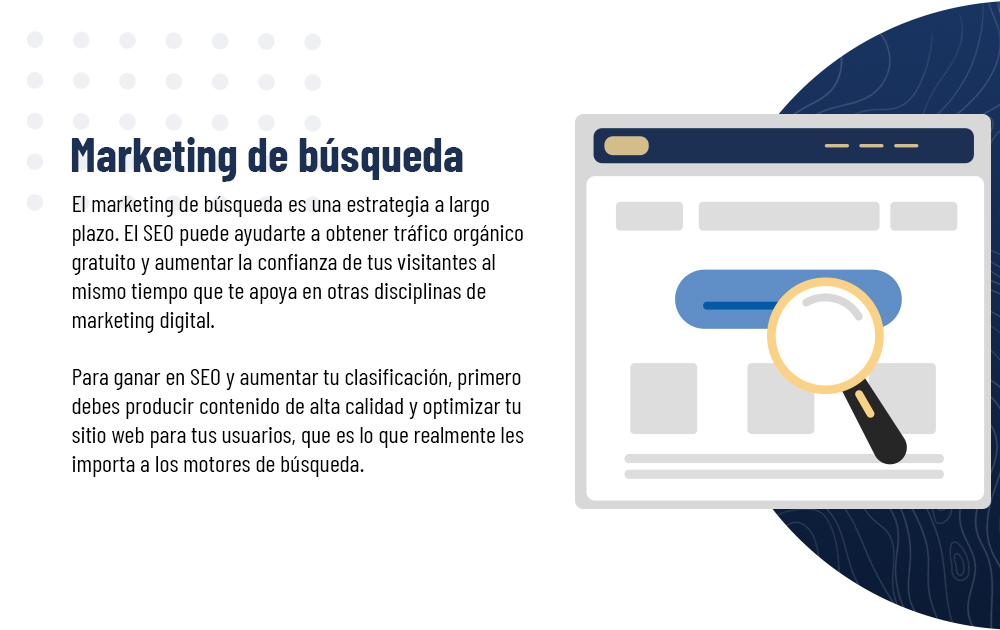 Marketing de búsqueda
El marketing de búsqueda es una estrategia a largo
plazo. El SEO puede ayudarte a obtener tráfico orgánico
gratuito y aumentar la confianza de tus visitantes al
mismo tiempo que te apoya en otras disciplinas de
marketing digital.
Para ganar en SEO y aumentar tu clasificación, primero
debes producir contenido de alta calidad y optimizar tu
sitio web para tus usuarios, que es lo que realmente les
importa a los motores de búsqueda.